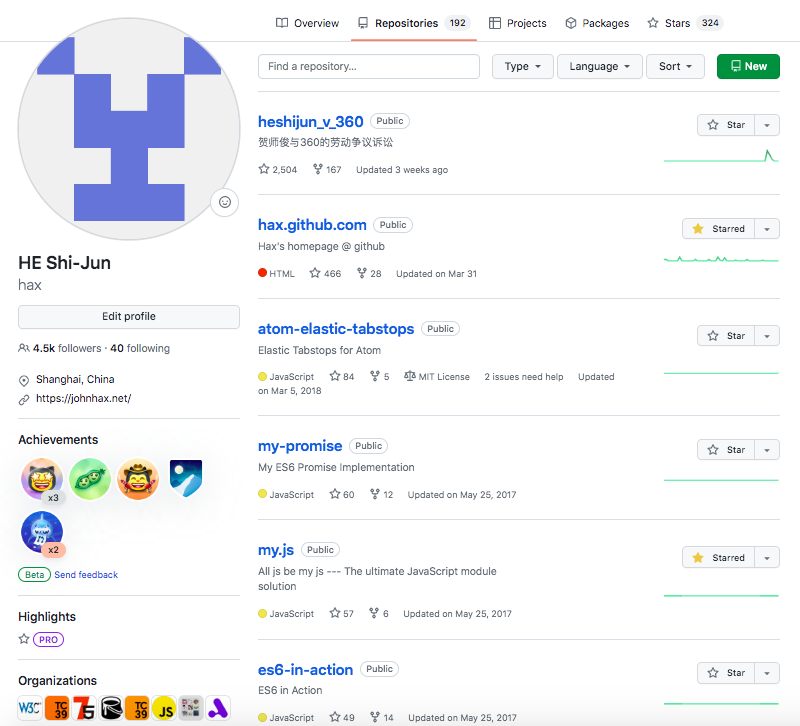 Overview Repositories 192 Projects Packages Stars 324
Find a repository... Type Language Sort New
heshijun_v_360 Public Star
贺师俊与360的劳动争议诉讼
2,504 167 Updated 3 weeks ago
hax.github.com Public Starred
Hax's homepage @ github
HTML 466 28 Updated on Mar 31
atom-elastic-tabstops Public Star
Elastic Tabstops for Atom
JavaScript 84 5 MIT License 2 issues need help Updated
on Mar 5, 2018
my-promise Public Star
My ES6 Promise Implementation
JavaScript 60 12 Updated on May 25, 2017
my.js Public Starred
All js be my js --- The ultimate JavaScript module
solution
JavaScript 57 6 Updated on May 25, 2017
es6-in-action Public Star
ES6 in Action
JavaScript 49 14 Updated on May 25, 2017
HE Shi-Jun
hax
Edit profile
4.5k followers · 40 following
Shanghai, China
https://johnhax.net/
Achievements
x3
x2
Beta Send feedback
Highlights
PRO
Organizations
W3C TC39 75 TC39 JS